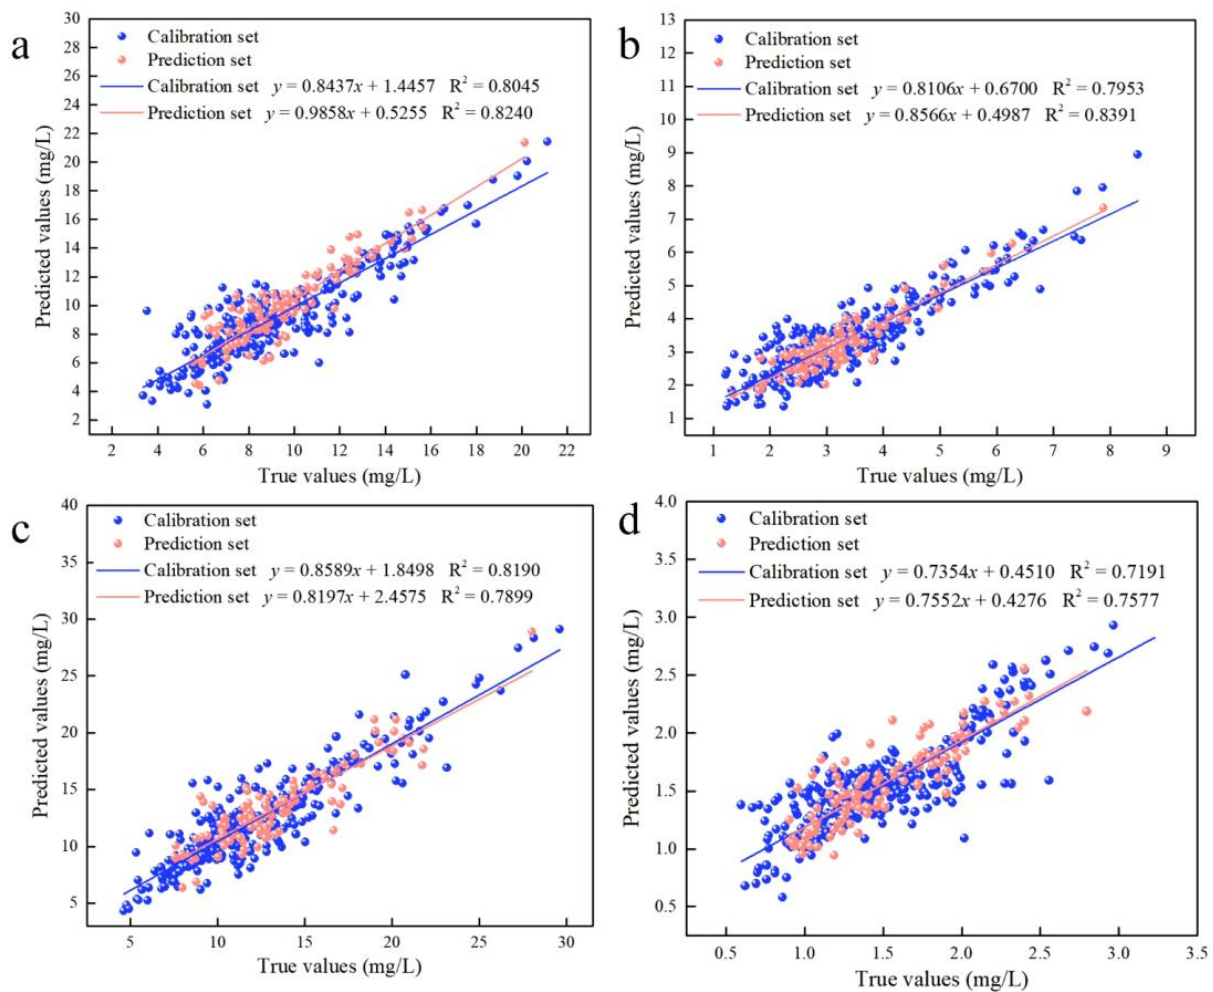 a
30
28
26
24
22
20
18
16
14
12
10
8
6
4
2
Predicted values (mg/L)
Calibration set
Prediction set
Calibration set y = 0.8437x + 1.4457 R² = 0.8045
Prediction set y = 0.9858x + 0.5255 R² = 0.8240
2 4 6 8 10 12 14 16 18 20 22
True values (mg/L)
b
13
12
11
10
9
8
7
6
5
4
3
2
1
Predicted values (mg/L)
Calibration set
Prediction set
Calibration set y = 0.8106x + 0.6700 R² = 0.7953
Prediction set y = 0.8566x + 0.4987 R² = 0.8391
1 2 3 4 5 6 7 8 9
True values (mg/L)
c
40
35
30
25
20
15
10
5
Predicted values (mg/L)
Calibration set
Prediction set
Calibration set y = 0.8589x + 1.8498 R² = 0.8190
Prediction set y = 0.8197x + 2.4575 R² = 0.7899
5 10 15 20 25 30
True values (mg/L)
d
4.0
3.5
3.0
2.5
2.0
1.5
1.0
0.5
Predicted values (mg/L)
Calibration set
Prediction set
Calibration set y = 0.7354x + 0.4510 R² = 0.7191
Prediction set y = 0.7552x + 0.4276 R² = 0.7577
0.5 1.0 1.5 2.0 2.5 3.0 3.5
True values (mg/L)